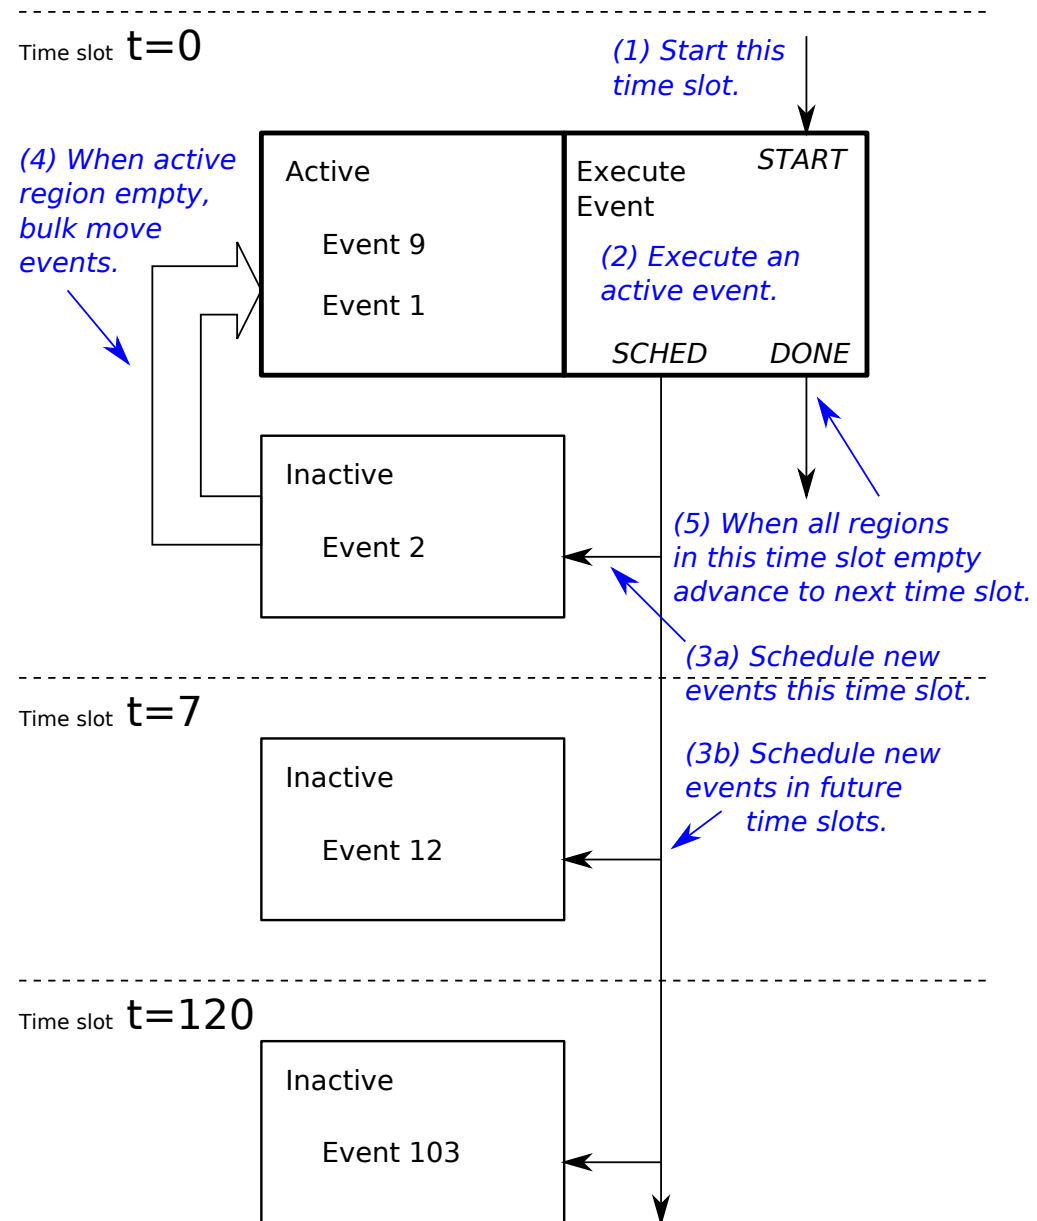 Time slot t=0
(1) Start this
time slot.
(4) When active
region empty,
bulk move
events.
Active
Event 9
Event 1
START
Execute
Event
(2) Execute an
active event.
SCHED DONE
Inactive
Event 2
(5) When all regions
in this time slot empty
advance to next time slot.
(3a) Schedule new
events this time slot.
Time slot t=7
Inactive
Event 12
(3b) Schedule new
events in future
time slots.
Time slot t=120
Inactive
Event 103